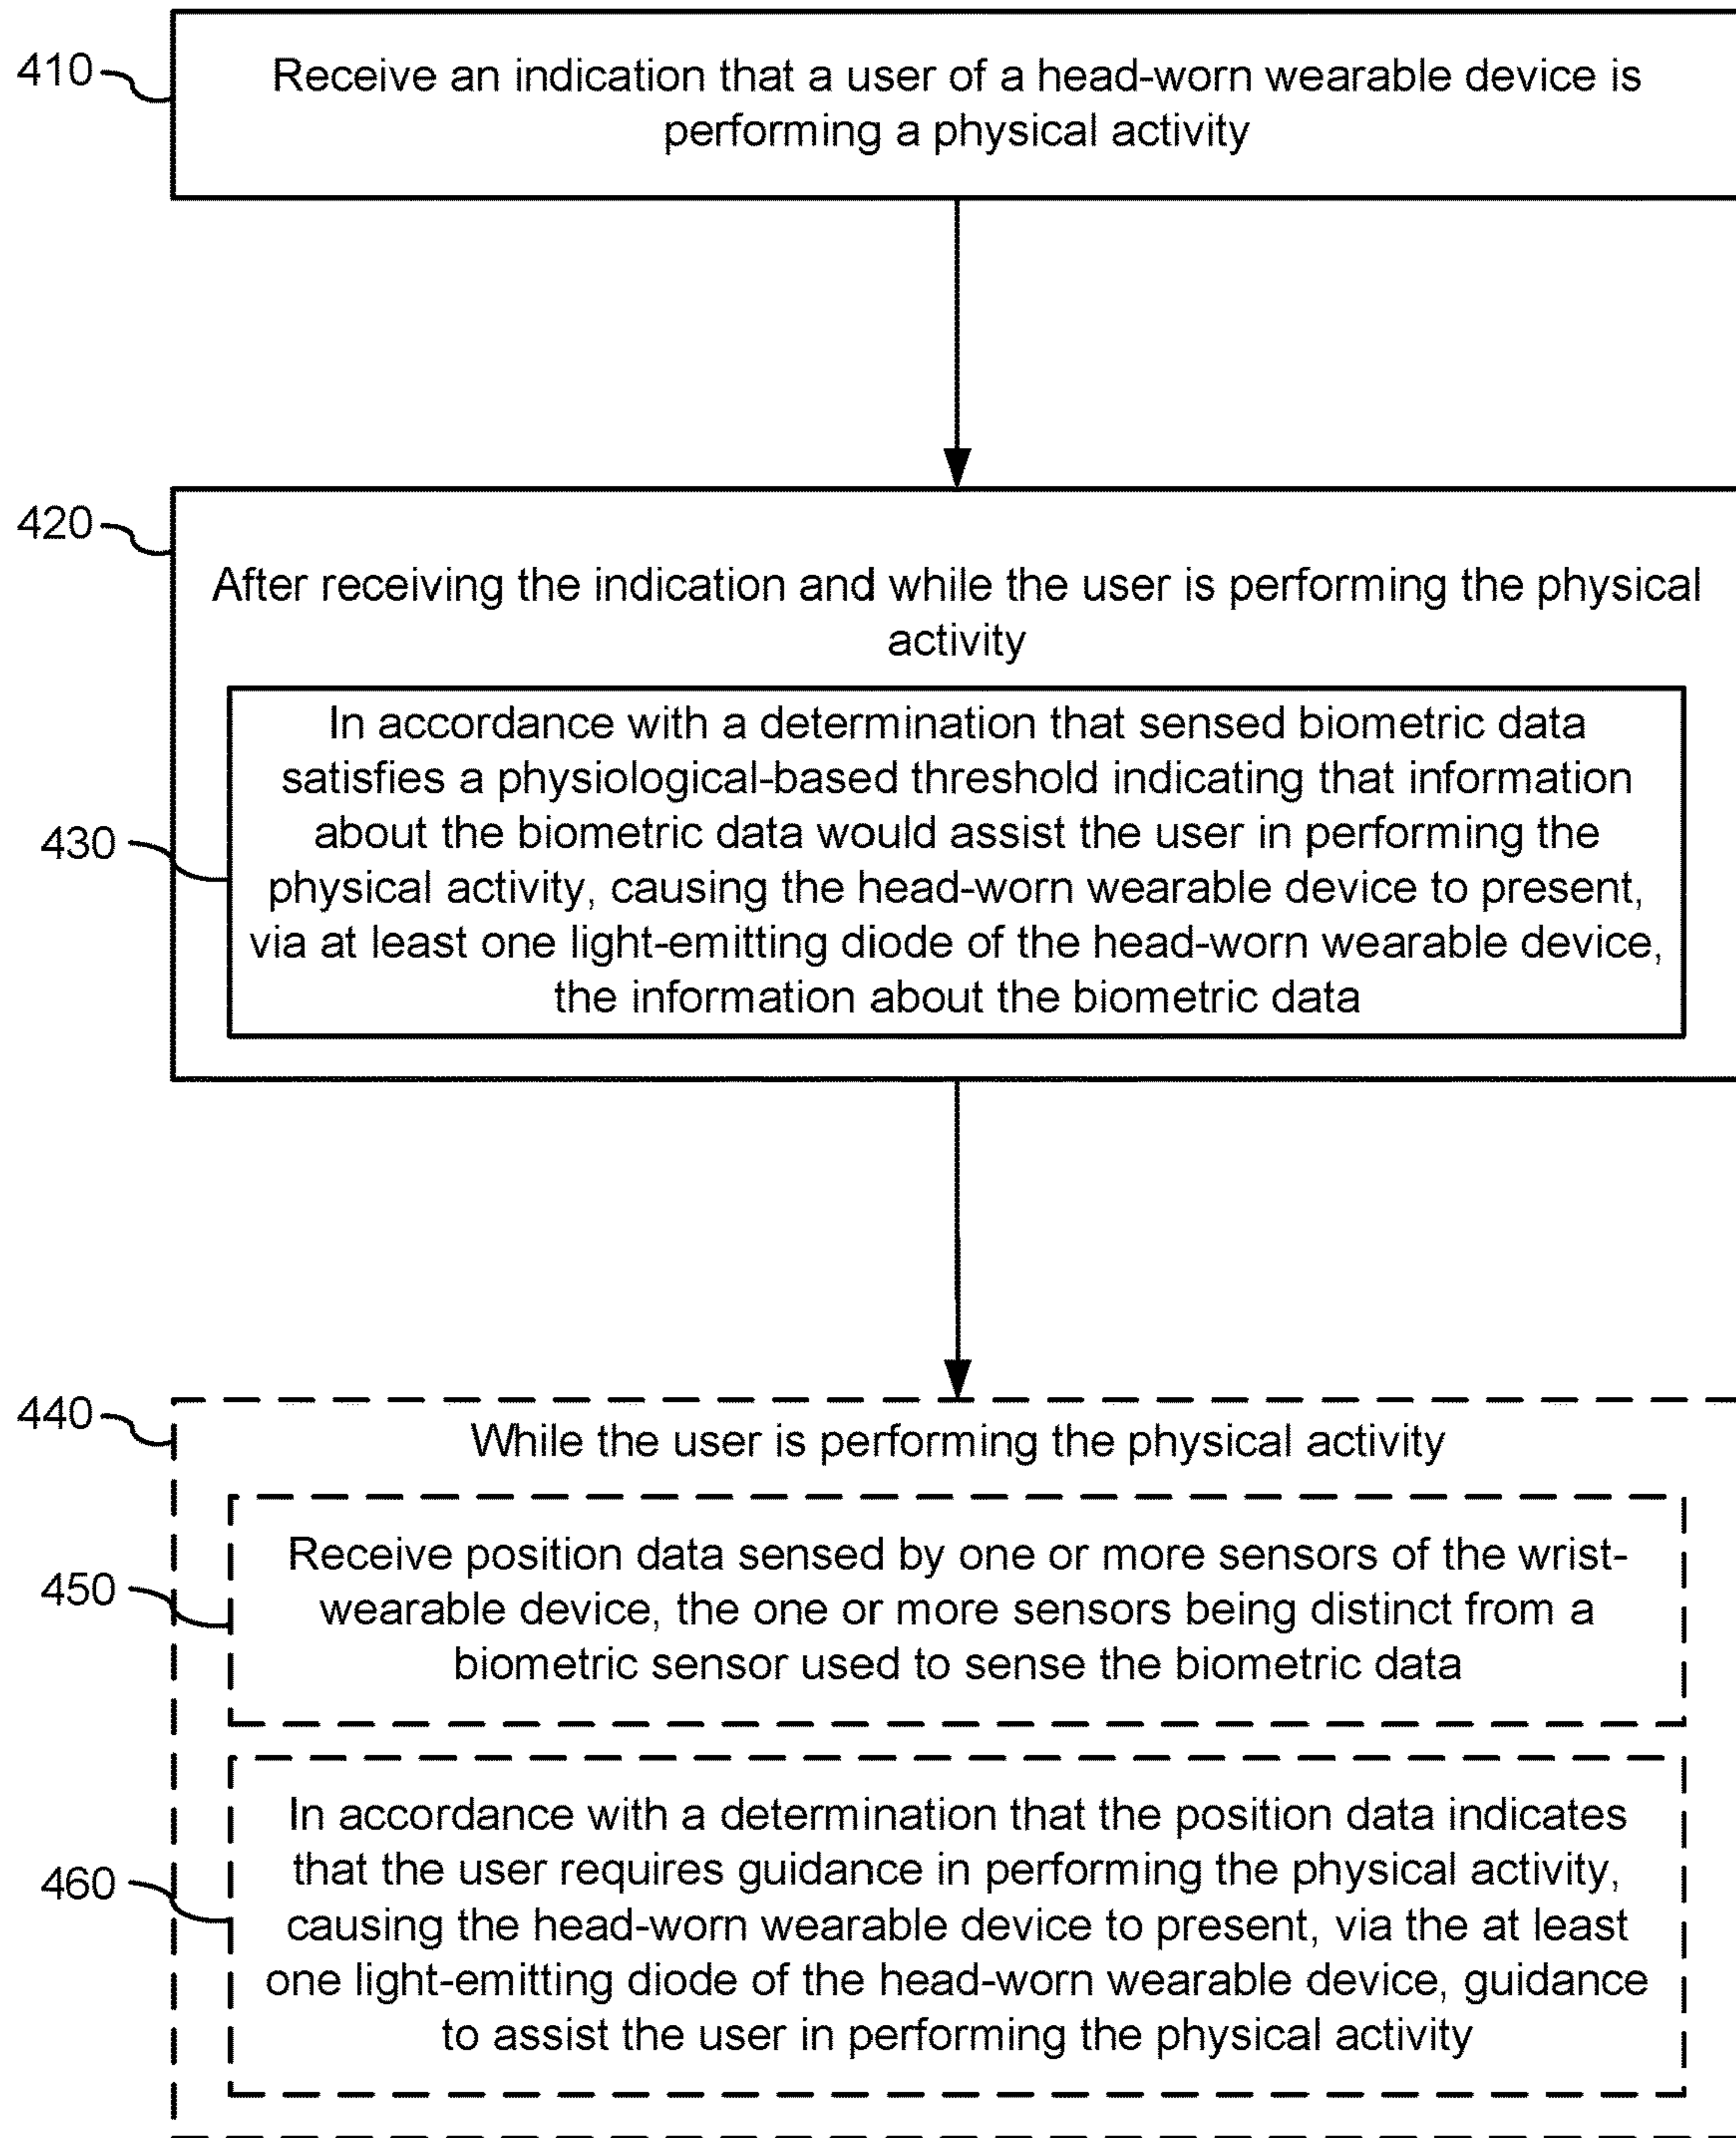 410
Receive an indication that a user of a head-worn wearable device is
performing a physical activity
420
After receiving the indication and while the user is performing the physical
activity
430
In accordance with a determination that sensed biometric data
satisfies a physiological-based threshold indicating that information
about the biometric data would assist the user in performing the
physical activity, causing the head-worn wearable device to present,
via at least one light-emitting diode of the head-worn wearable device,
the information about the biometric data
440
While the user is performing the physical activity
450
Receive position data sensed by one or more sensors of the wrist-
wearable device, the one or more sensors being distinct from a
biometric sensor used to sense the biometric data
460
In accordance with a determination that the position data indicates
that the user requires guidance in performing the physical activity,
causing the head-worn wearable device to present, via the at least
one light-emitting diode of the head-worn wearable device, guidance
to assist the user in performing the physical activity